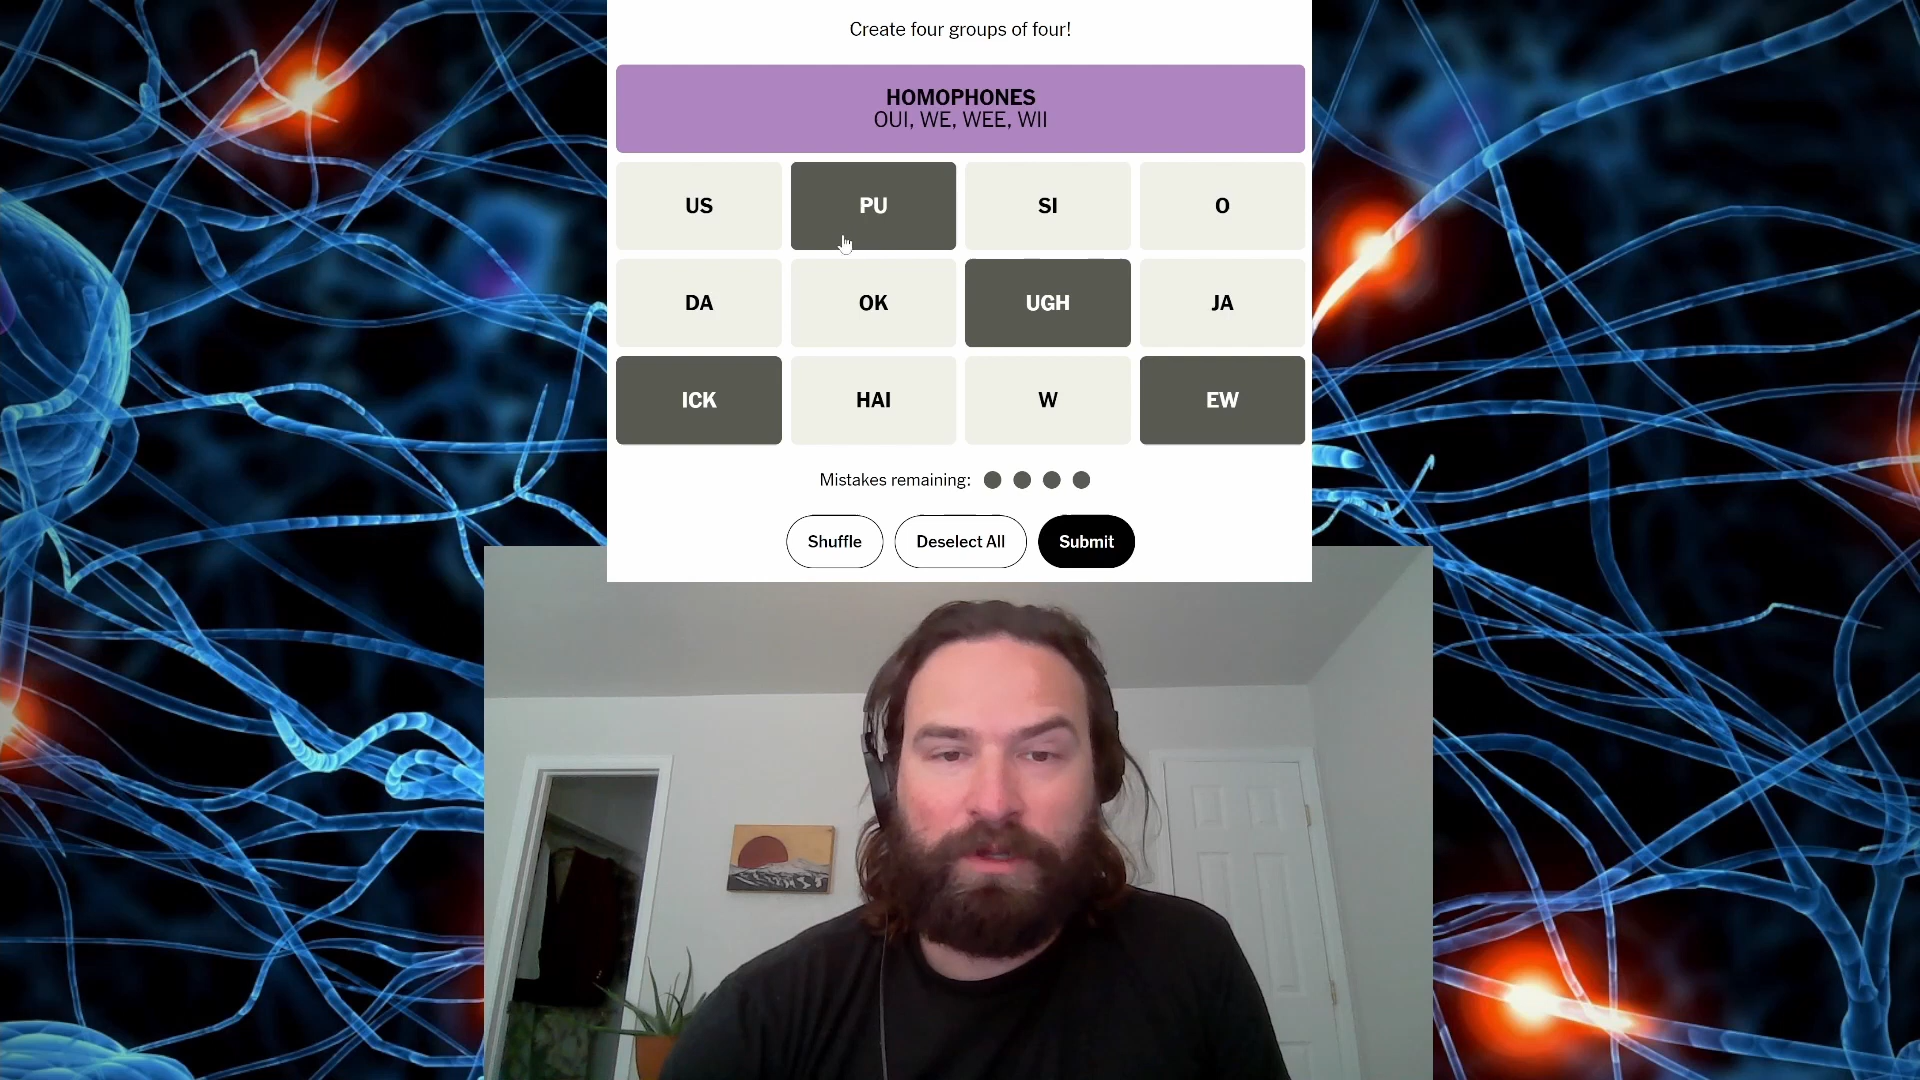 Create four groups of four!
HOMOPHONES
OUI, WE, WEE, WII
US PU SI O
DA OK UGH JA
ICK HAI W EW
Mistakes remaining:
Shuffle Deselect All Submit